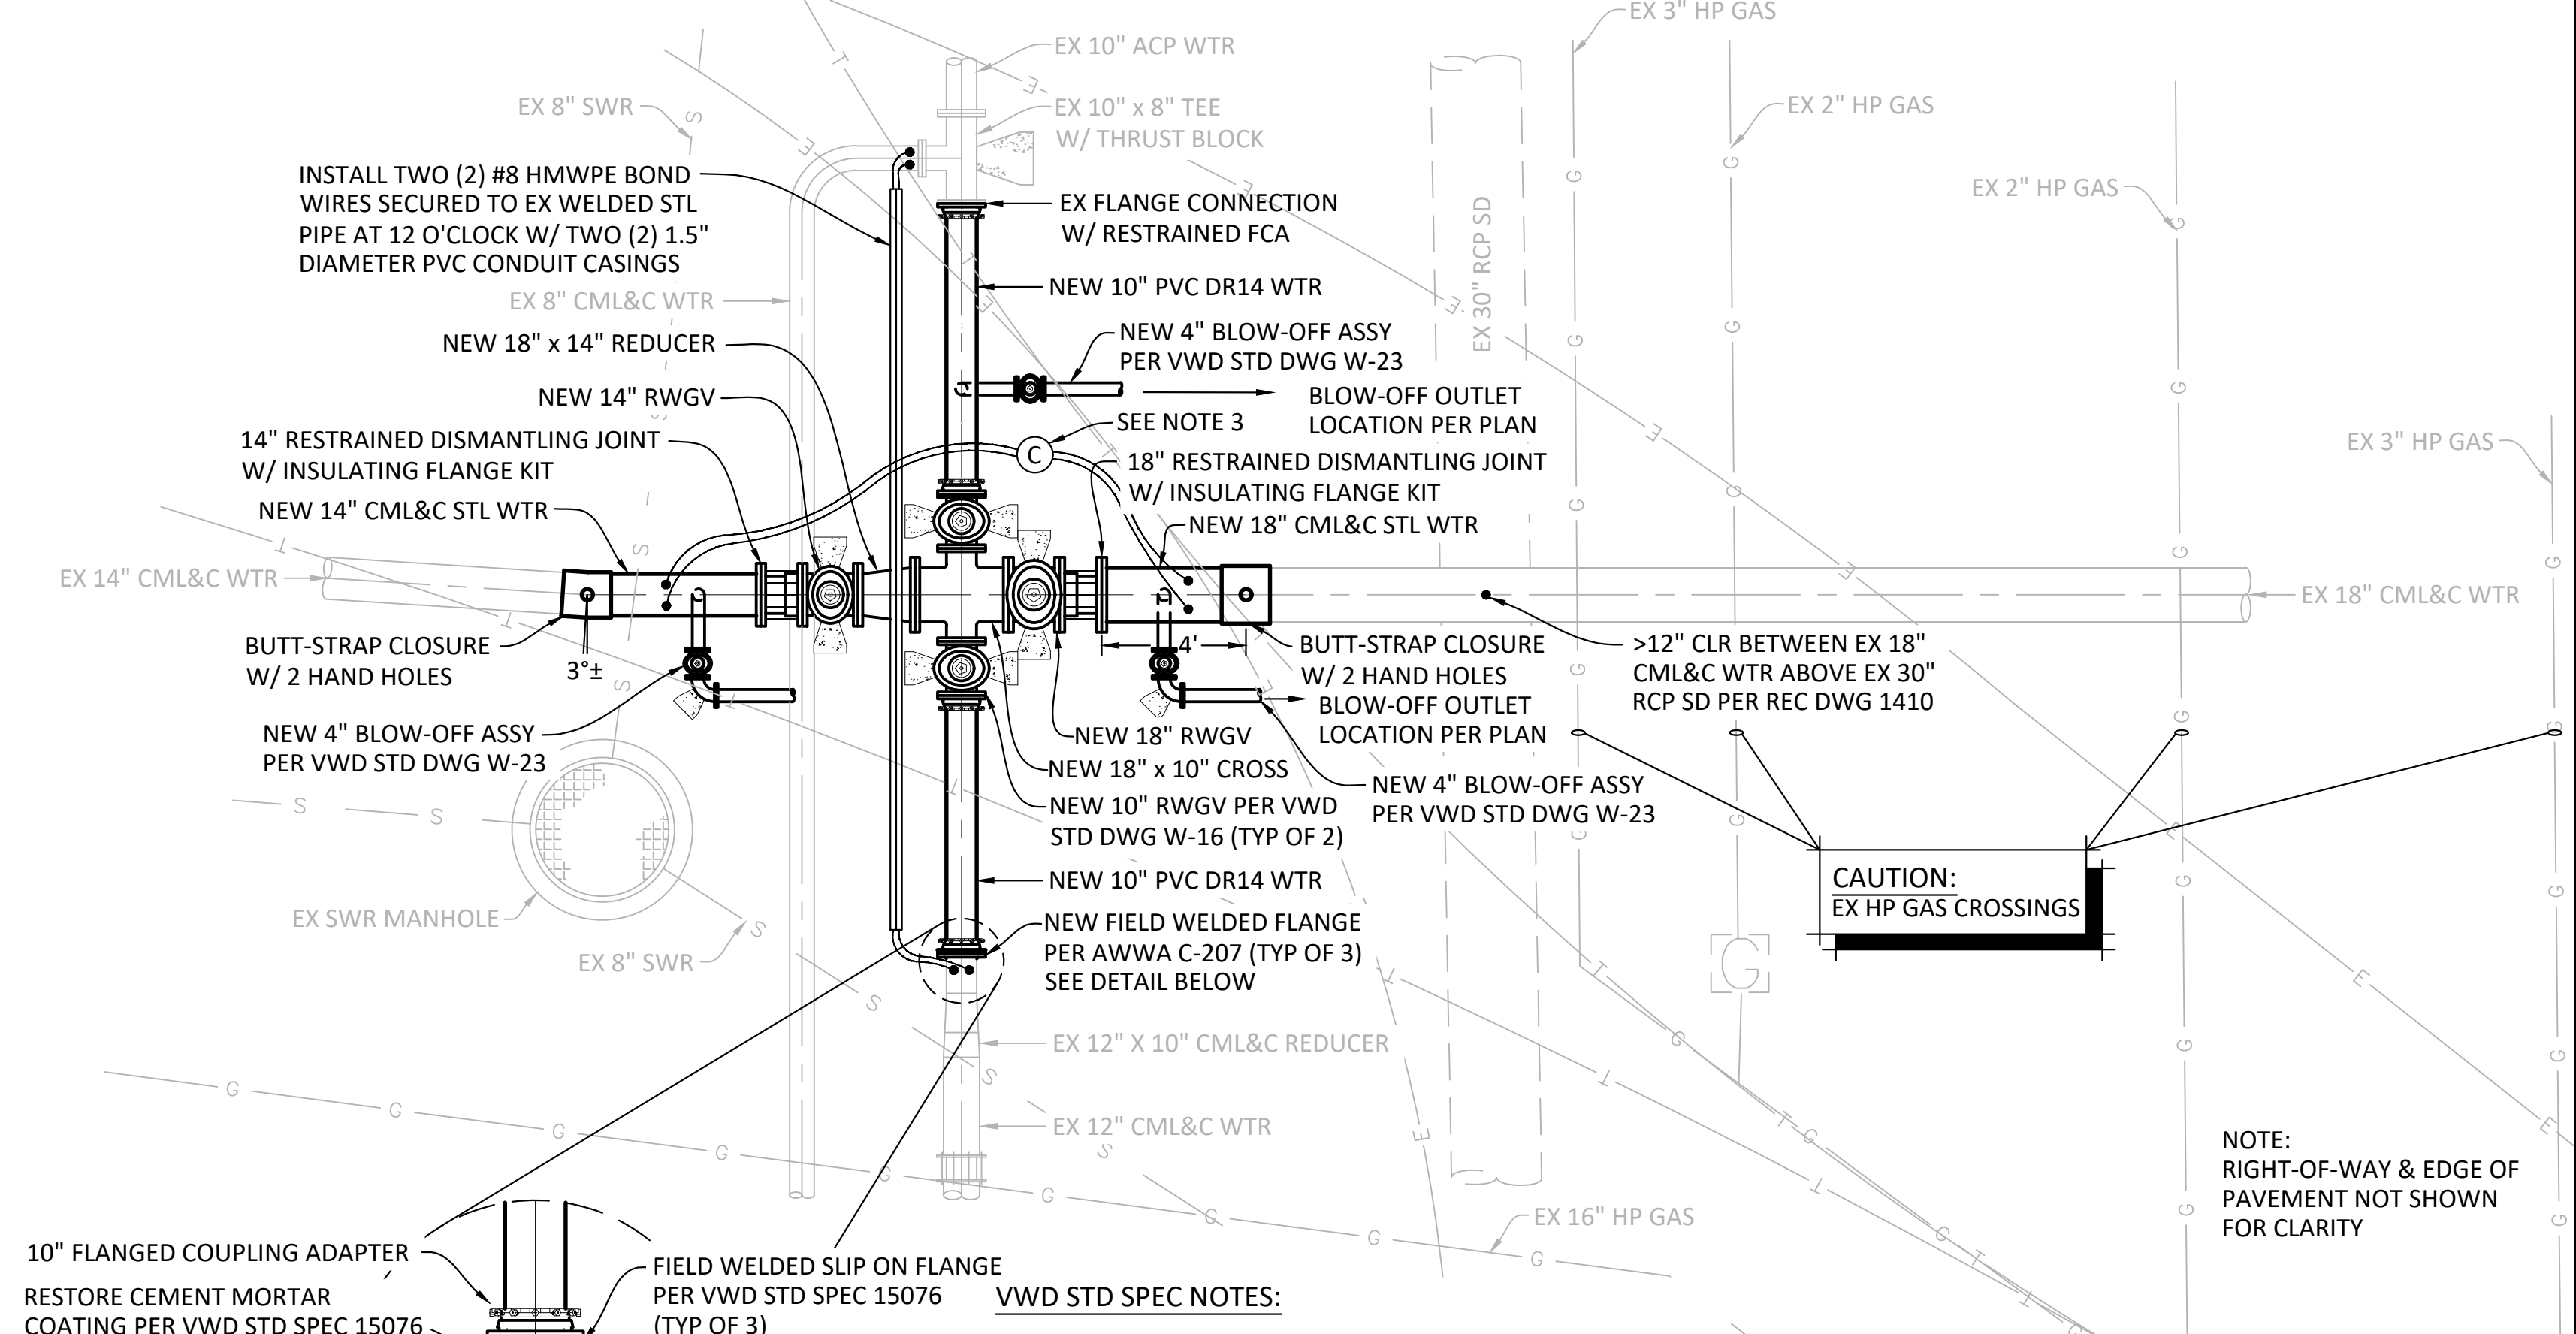 EX 3" HP GAS
EX 10" ACP WTR
EX 8" SWR
EX 10" x 8" TEE
W/ THRUST BLOCK
EX 2" HP GAS
INSTALL TWO (2) #8 HMWPE BOND
WIRES SECURED TO EX WELDED STL
PIPE AT 12 O'CLOCK W/ TWO (2) 1.5"
DIAMETER PVC CONDUIT CASINGS
EX 2" HP GAS
EX FLANGE CONNECTION
W/ RESTRAINED FCA
EX 30" RCP SD
EX 8" CML&C WTR
NEW 10" PVC DR14 WTR
NEW 18" x 14" REDUCER
NEW 4" BLOW-OFF ASSY
PER VWD STD DWG W-23
NEW 14" RWGV
BLOW-OFF OUTLET
LOCATION PER PLAN
SEE NOTE 3
C
14" RESTRAINED DISMANTLING JOINT
W/ INSULATING FLANGE KIT
18" RESTRAINED DISMANTLING JOINT
W/ INSULATING FLANGE KIT
EX 3" HP GAS
NEW 14" CML&C STL WTR
NEW 18" CML&C STL WTR
EX 14" CML&C WTR
EX 18" CML&C WTR
BUTT-STRAP CLOSURE
W/ 2 HAND HOLES
3°±
4'
BUTT-STRAP CLOSURE
W/ 2 HAND HOLES
>12" CLR BETWEEN EX 18"
CML&C WTR ABOVE EX 30"
RCP SD PER REC DWG 1410
BLOW-OFF OUTLET
LOCATION PER PLAN
NEW 4" BLOW-OFF ASSY
PER VWD STD DWG W-23
NEW 18" RWGV
NEW 18" x 10" CROSS
NEW 4" BLOW-OFF ASSY
PER VWD STD DWG W-23
NEW 10" RWGV PER VWD
STD DWG W-16 (TYP OF 2)
NEW 10" PVC DR14 WTR
CAUTION:
EX HP GAS CROSSINGS
EX SWR MANHOLE
NEW FIELD WELDED FLANGE
PER AWWA C-207 (TYP OF 3)
SEE DETAIL BELOW
EX 8" SWR
G
EX 12" X 10" CML&C REDUCER
EX 12" CML&C WTR
NOTE:
RIGHT-OF-WAY & EDGE OF
PAVEMENT NOT SHOWN
FOR CLARITY
EX 16" HP GAS
10" FLANGED COUPLING ADAPTER
RESTORE CEMENT MORTAR
COATING PER VWD STD SPEC 15076
FIELD WELDED SLIP ON FLANGE
PER VWD STD SPEC 15076
(TYP OF 3)
VWD STD SPEC NOTES: